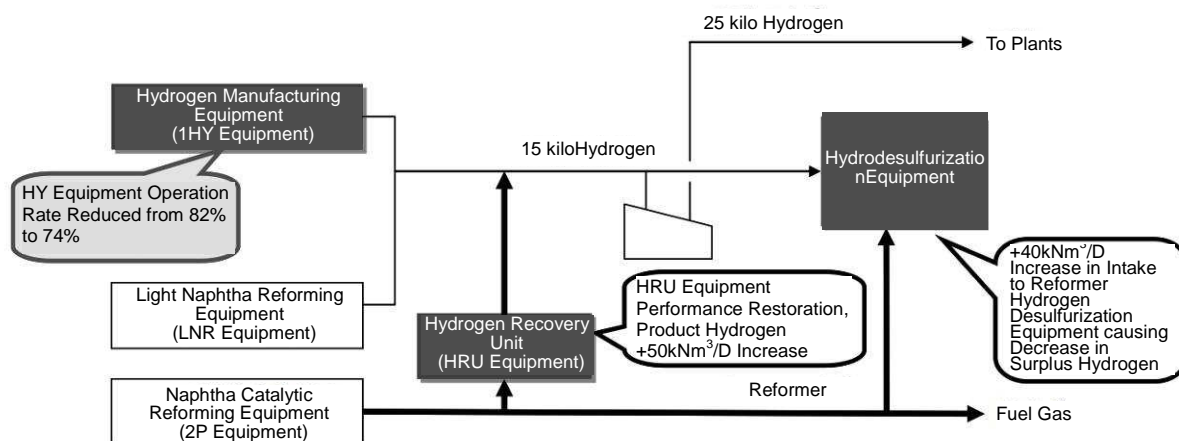 25 kilo Hydrogen
To Plants
Hydrogen Manufacturing
Equipment
(1HY Equipment)
15 kiloHydrogen
Hydrodesulfurizatio
nEquipment
HY Equipment Operation
Rate Reduced from 82%
to 74%
Light Naphtha Reforming
Equipment
(LNR Equipment)
Hydrogen Recovery
Unit
(HRU Equipment)
HRU Equipment
Performance Restoration,
Product Hydrogen
+50kNm³/D Increase
+40kNm³/D
Increase in Intake
to Reformer
Hydrogen
Desulfurization
Equipment causing
Decrease in
Surplus Hydrogen
Naphtha Catalytic
Reforming Equipment
(2P Equipment)
Reformer
Fuel Gas